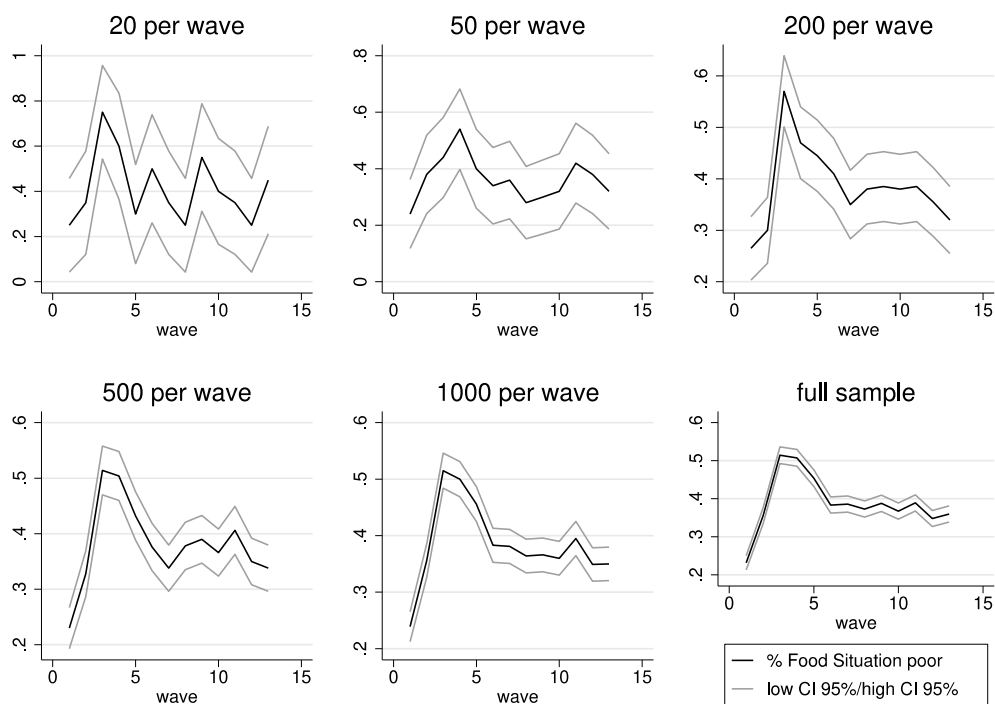 20 per wave
1
.8
.6
.4
.2
0
0 5 10 15
wave
50 per wave
.8
.6
.4
.2
0
0 5 10 15
wave
200 per wave
.6
.5
.4
.3
.2
0 5 10 15
wave
500 per wave
.6
.5
.4
.3
.2
0 5 10 15
wave
1000 per wave
.6
.5
.4
.3
.2
0 5 10 15
wave
full sample
.6
.5
.4
.3
.2
0 5 10 15
wave
% Food Situation poor
low CI 95%/high CI 95%